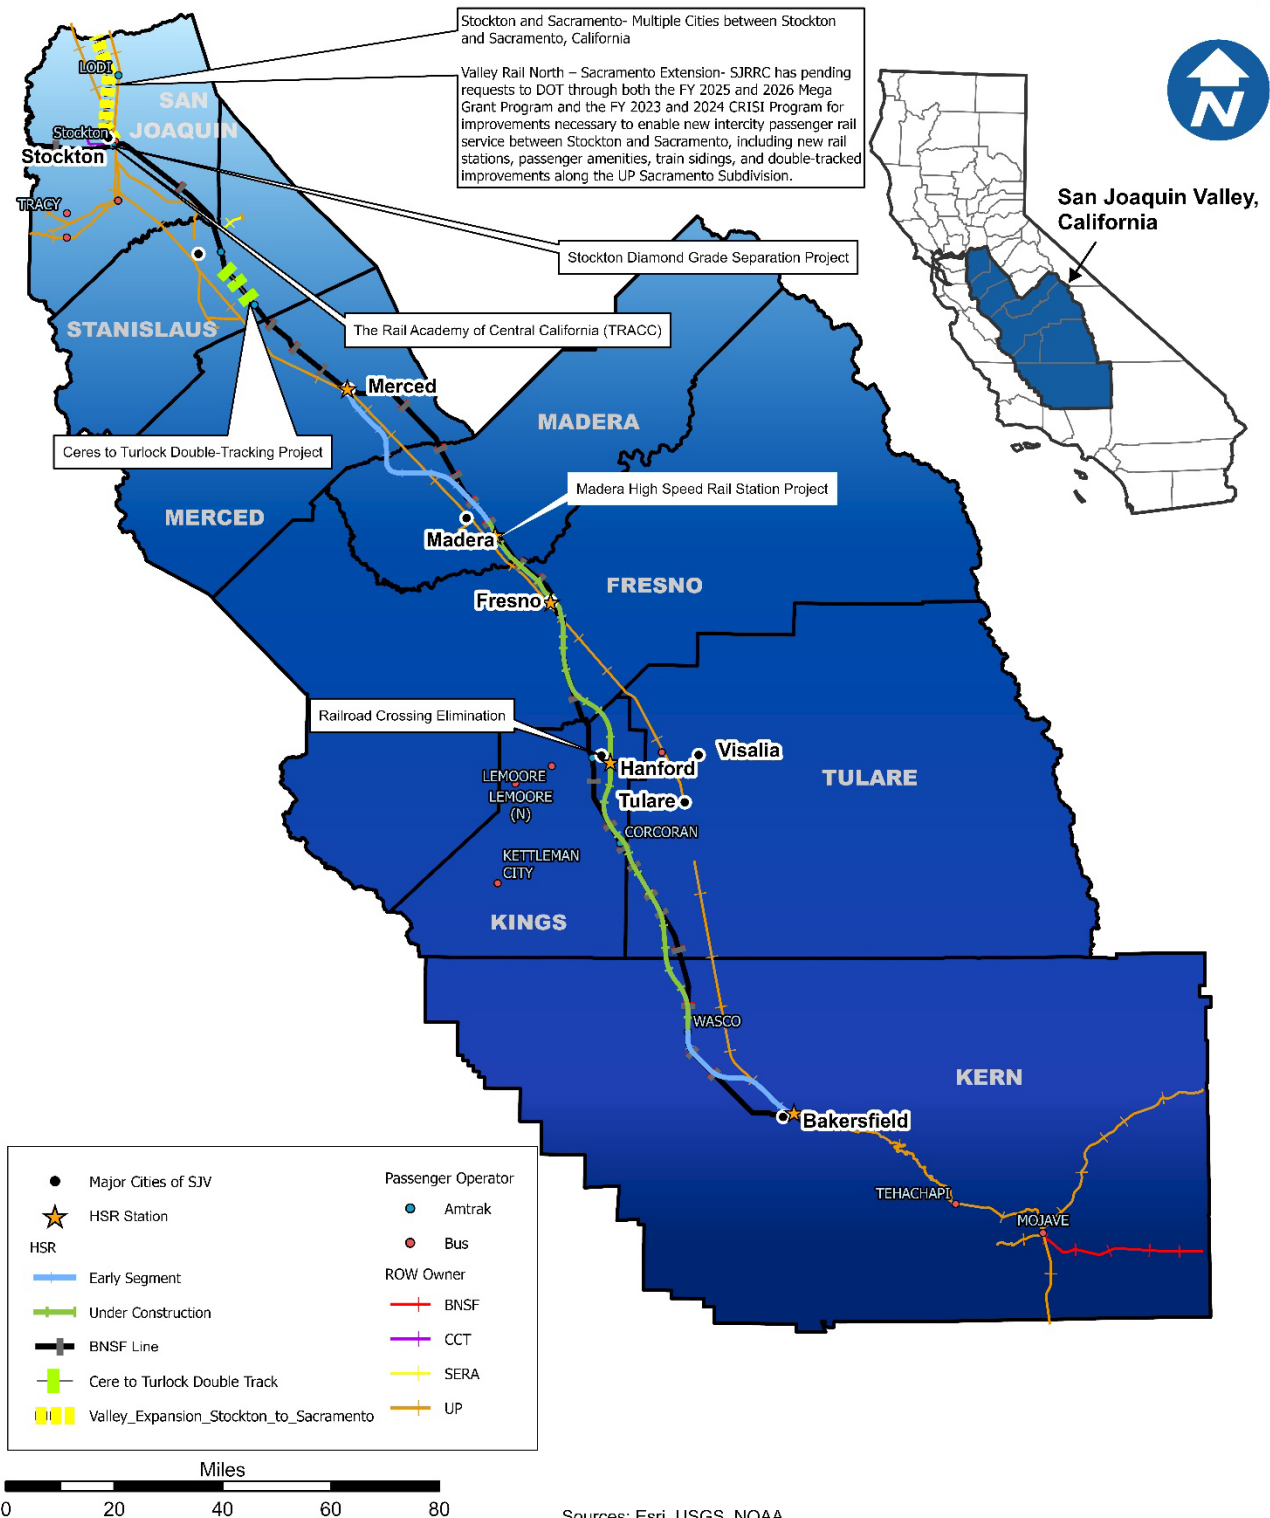 Stockton and Sacramento- Multiple Cities between Stockton
and Sacramento, California
Valley Rail North – Sacramento Extension- SJRRC has pending
requests to DOT through both the FY 2025 and 2026 Mega
Grant Program and the FY 2023 and 2024 CRISI Program for
improvements necessary to enable new intercity passenger rail
service between Stockton and Sacramento, including new rail
stations, passenger amenities, train sidings, and double-tracked
improvements along the UP Sacramento Subdivision.
N
San Joaquin Valley,
California
LODI
SAN
JOAQUIN
Stockton
Stockton
TRACY
Stockton Diamond Grade Separation Project
STANISLAUS
The Rail Academy of Central California (TRACC)
Merced
MADERA
Ceres to Turlock Double-Tracking Project
Madera High Speed Rail Station Project
MERCED
Madera
FRESNO
Fresno
Railroad Crossing Elimination
Visalia
Hanford
LEMOORE
TULARE
LEMOORE
(N)
Tulare
CORCORAN
KETTLEMAN
CITY
KINGS
WASCO
KERN
Bakersfield
TEHACHAPI
MOJAVE
Major Cities of SJV
HSR Station
HSR
Early Segment
Under Construction
BNSF Line
Cere to Turlock Double Track
Valley_Expansion_Stockton_to_Sacramento
Passenger Operator
Amtrak
Bus
ROW Owner
BNSF
CCT
SERA
UP
Miles
0 20 40 60 80
Sources: Esri, USGS, NOAA